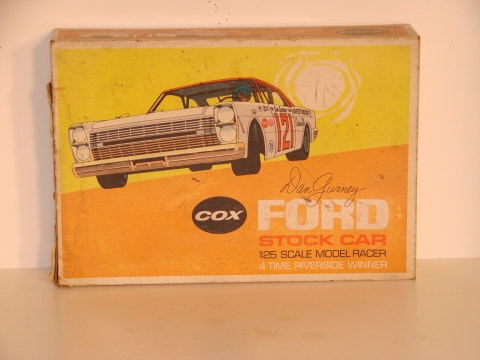 121
Dan Gurney
COX
FORD
STOCK CAR
1:25 SCALE MODEL RACER
4 TIME RIVERSIDE WINNER